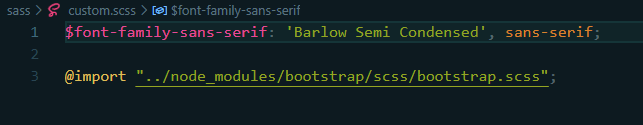 sass > custom.scss > $font-family-sans-serif
1 $font-family-sans-serif: 'Barlow Semi Condensed', sans-serif;
2
3 @import "../node_modules/bootstrap/scss/bootstrap.scss";